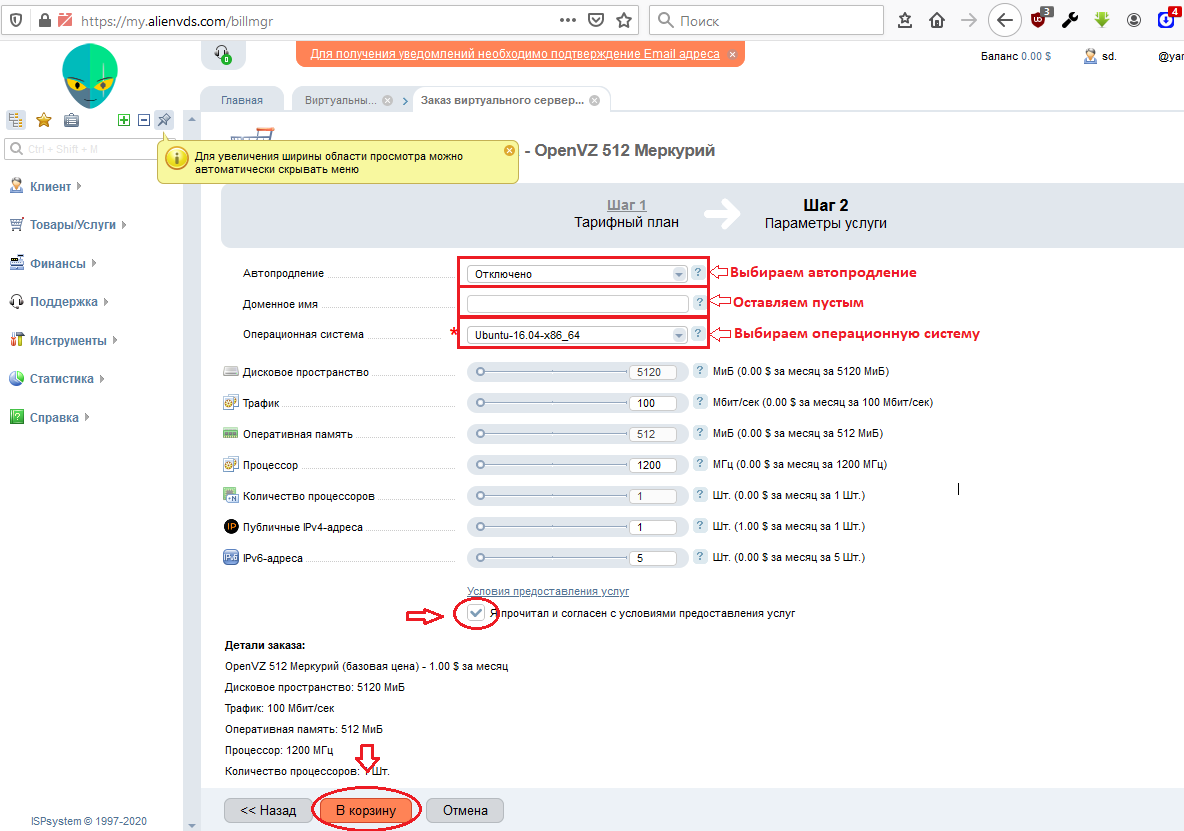 https://my.alienvds.com/billmgr
Поиск
3
4
0
Для получения уведомлений необходимо подтверждение Email адреса
Баланс 0.00 $
sd.
@yar
Главная
Виртуальны...
Заказ виртуального сервер...
Ctrl + Shift + M
Для увеличения ширины области просмотра можно
автоматически скрывать меню
- OpenVZ 512 Меркурий
Клиент
Товары/Услуги
Финансы
Поддержка
Инструменты
Статистика
Справка
Шаг 1
Тарифный план
Шаг 2
Параметры услуги
Автопродление
Отключено
?
Выбираем автопродление
Доменное имя
?
Оставляем пустым
Операционная система
*
Ubuntu-16.04-x86_64
?
Выбираем операционную систему
Дисковое пространство 5120 ? МиБ (0.00 $ за месяц за 5120 МиБ)
Трафик 100 ? Мбит/сек (0.00 $ за месяц за 100 Мбит/сек)
Оперативная память 512 ? МиБ (0.00 $ за месяц за 512 МиБ)
Процессор 1200 ? МГц (0.00 $ за месяц за 1200 МГц)
Количество процессоров 1 ? Шт. (0.00 $ за месяц за 1 Шт.)
IP Публичные IPv4-адреса 1 ? Шт. (1.00 $ за месяц за 1 Шт.)
IPv6 IPv6-адреса 5 ? Шт. (0.00 $ за месяц за 5 Шт.)
Условия предоставления услуг
Я прочитал и согласен с условиями предоставления услуг
Детали заказа:
OpenVZ 512 Меркурий (базовая цена) - 1.00 $ за месяц
Дисковое пространство: 5120 МиБ
Трафик: 100 Мбит/сек
Оперативная память: 512 МиБ
Процессор: 1200 МГц
Количество процессоров: 1 Шт.
<< Назад
В корзину
Отмена
ISPsystem © 1997-2020